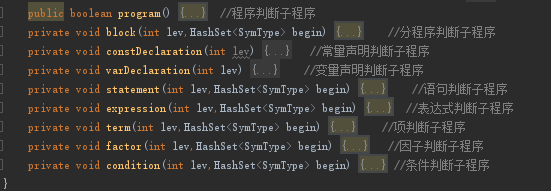 public boolean program() {...} //程序判断子程序
private void block(int lev,HashSet<SymType> begin) {...} //分程序判断子程序
private void constDeclaration(int lev) {...} //常量声明判断子程序
private void varDeclaration(int lev) {...} //变量声明判断子程序
private void statement(int lev,HashSet<SymType> begin) {...} //语句判断子程序
private void expression(int lev,HashSet<SymType> begin) {...} //表达式判断子程序
private void term(int lev,HashSet<SymType> begin) {...} //项判断子程序
private void factor(int lev,HashSet<SymType> begin) {...} //因子判断子程序
private void condition(int lev,HashSet<SymType> begin) {...} //条件判断子程序
}